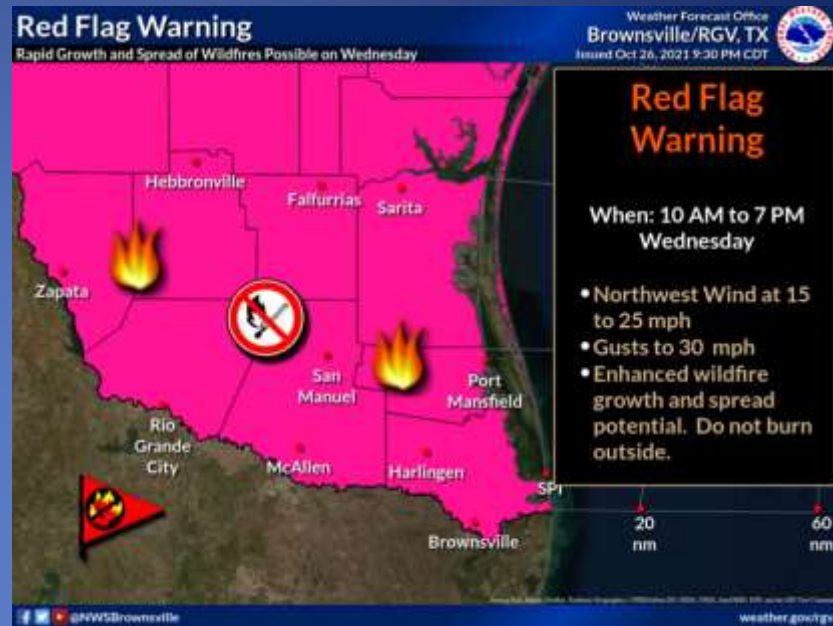 Red Flag Warning
Rapid Growth and Spread of Wildfires Possible on Wednesday
Weather Forecast Office
Brownsville/RGV, TX
Issued Oct 26, 2021 9:30 PM CDT
Red Flag
Warning
When: 10 AM to 7 PM
Wednesday
• Northwest Wind at 15
to 25 mph
• Gusts to 30 mph
• Enhanced wildfire
growth and spread
potential. Do not burn
outside.
Hebbronville
Falfurrias
Sarita
Zapata
San
Manuel
Port
Mansfield
Rio
Grande
City
McAllen
Harlingen
SPI
Brownsville
20
nm
60
nm
@NWSBrownsville
weather.gov/rgv